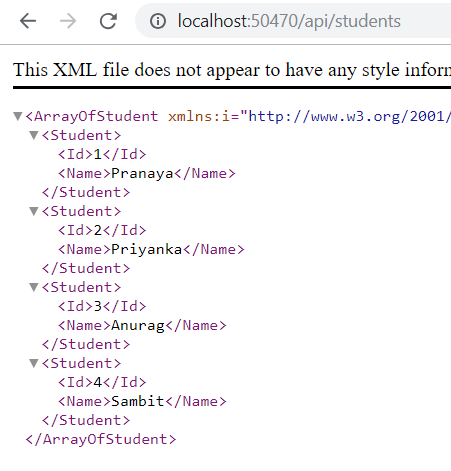 localhost:50470/api/students
This XML file does not appear to have any style
<ArrayOfStudent xmlns:i="http://www.w3.org/2001/
<Student>
<Id>1</Id>
<Name>Pranaya</Name>
</Student>
<Student>
<Id>2</Id>
<Name>Priyanka</Name>
</Student>
<Student>
<Id>3</Id>
<Name>Anurag</Name>
</Student>
<Student>
<Id>4</Id>
<Name>Sambit</Name>
</Student>
</ArrayOfStudent>